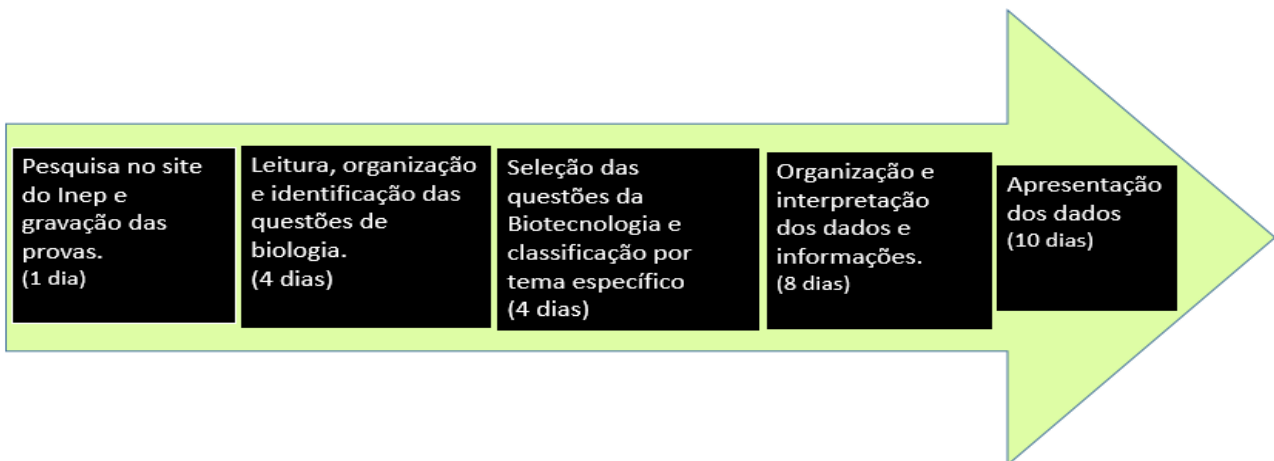 Pesquisa no site
do Inep e
gravação das
provas.
(1 dia)
Leitura, organização
e identificação das
questões de
biologia.
(4 dias)
Seleção das
questões da
Biotecnologia e
classificação por
tema específico
(4 dias)
Organização e
interpretação
dos dados e
informações.
(8 dias)
Apresentação
dos dados
(10 dias)